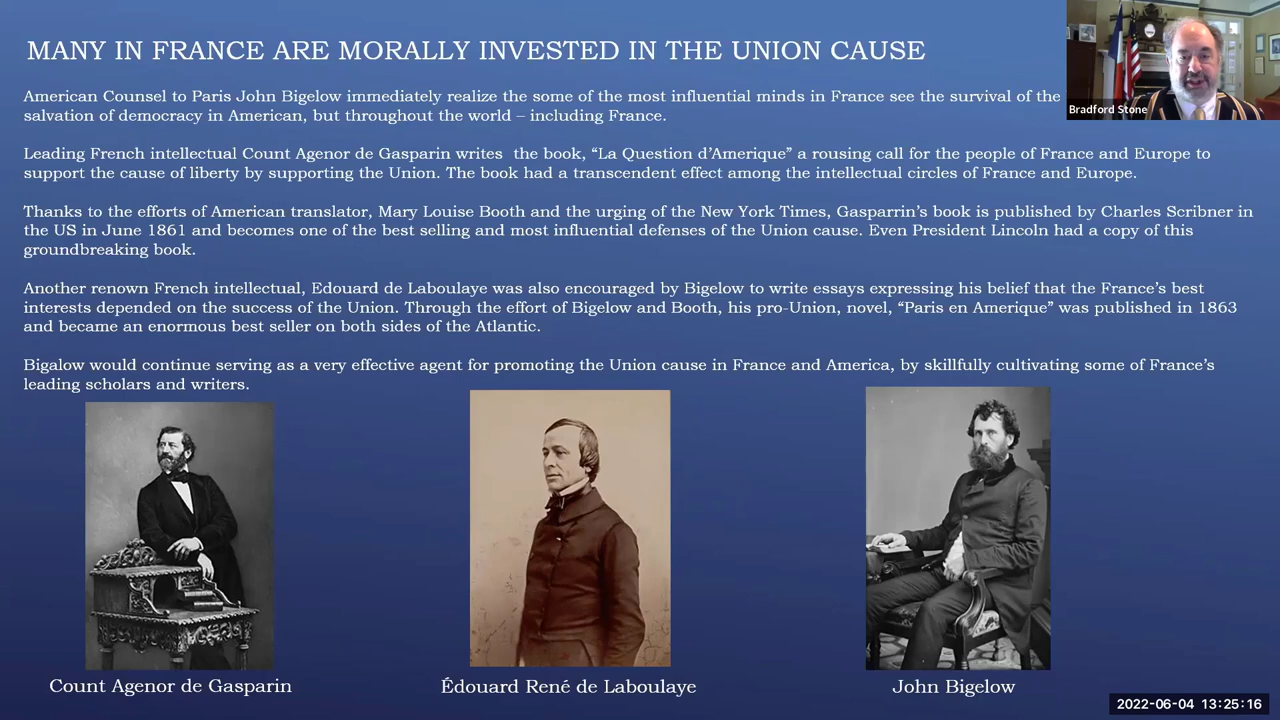 MANY IN FRANCE ARE MORALLY INVESTED IN THE UNION CAUSE
American Counsel to Paris John Bigelow immediately realize the some of the most influential minds in France see the survival of the
salvation of democracy in American, but throughout the world – including France.
Leading French intellectual Count Agenor de Gasparin writes the book, “La Question d’Amerique” a rousing call for the people of France and Europe to
support the cause of liberty by supporting the Union. The book had a transcendent effect among the intellectual circles of France and Europe.
Thanks to the efforts of American translator, Mary Louise Booth and the urging of the New York Times, Gasparrin’s book is published by Charles Scribner in
the US in June 1861 and becomes one of the best selling and most influential defenses of the Union cause. Even President Lincoln had a copy of this
groundbreaking book.
Another renown French intellectual, Edouard de Laboulaye was also encouraged by Bigelow to write essays expressing his belief that the France’s best
interests depended on the success of the Union. Through the effort of Bigelow and Booth, his pro-Union, novel, “Paris en Amerique” was published in 1863
and became an enormous best seller on both sides of the Atlantic.
Bigalow would continue serving as a very effective agent for promoting the Union cause in France and America, by skillfully cultivating some of France’s
leading scholars and writers.
Count Agenor de Gasparin
Édouard René de Laboulaye
John Bigelow
Bradford Stone
2022-06-04 13:25:16